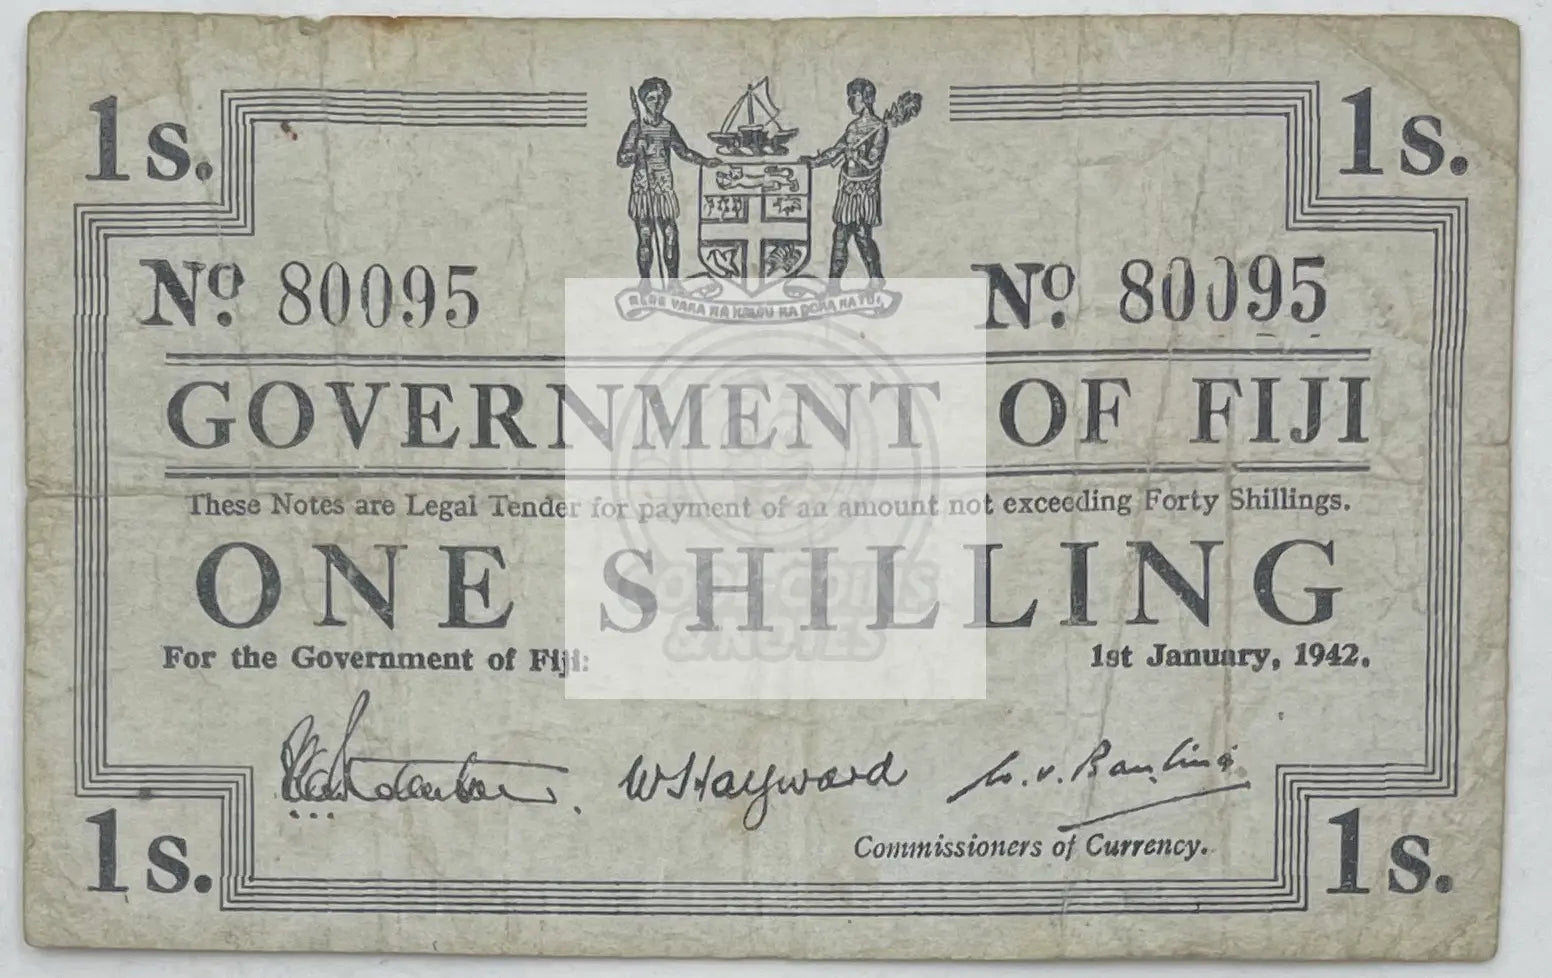 1s. 1s.
No. 80095 No. 80095
RERE VAKA NA KALOU KA DOKA NA TUI
GOVERNMENT OF FIJI
These Notes are Legal Tender for payment of an amount not exceeding Forty Shillings.
ONE SHILLING
For the Government of Fiji: 1st January, 1942.
W Hayward
Commissioners of Currency.
1s. 1s.
& NOTES